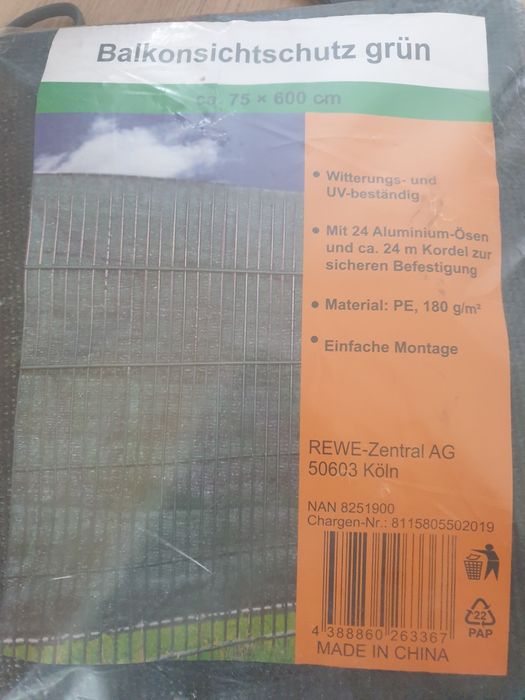 Balkonsichtschutz grün
ca. 75 × 600 cm
• Witterungs- und
UV-beständig
• Mit 24 Aluminium-Ösen
und ca. 24 m Kordel zur
sicheren Befestigung
• Material: PE, 180 g/m²
• Einfache Montage
REWE-Zentral AG
50603 Köln
NAN 8251900
Chargen-Nr.: 8115805502019
4 388860 263367
MADE IN CHINA
22
PAP